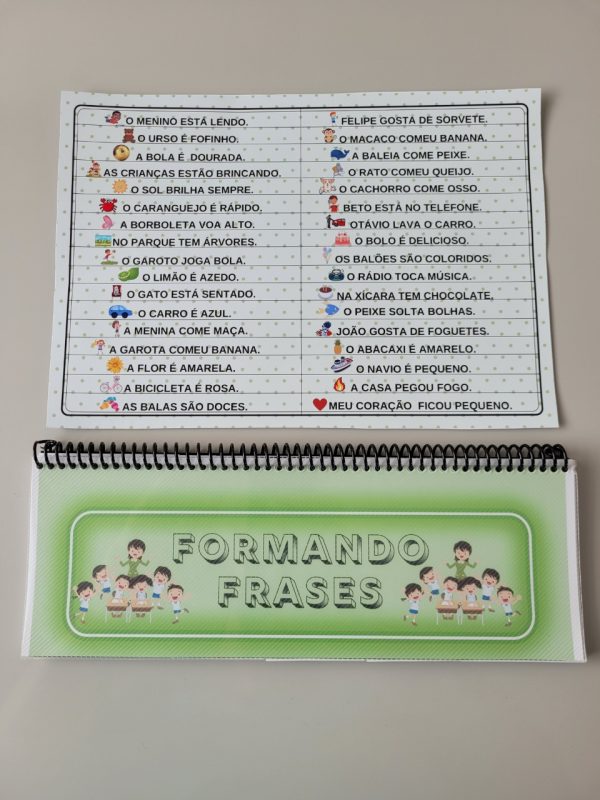 O MENINO ESTÁ LENDO.
O URSO É FOFINHO.
A BOLA É DOURADA.
AS CRIANÇAS ESTÃO BRINCANDO.
O SOL BRILHA SEMPRE.
O CARANGUEJO É RÁPIDO.
A BORBOLETA VOA ALTO.
NO PARQUE TEM ÁRVORES.
O GAROTO JOGA BOLA.
O LIMÃO É AZEDO.
O GATO ESTÁ SENTADO.
O CARRO É AZUL.
A MENINA COME MAÇA.
A GAROTA COMEU BANANA.
A FLOR É AMARELA.
A BICICLETA É ROSA.
AS BALAS SÃO DOCES.
FELIPE GOSTA DE SORVETE.
O MACACO COMEU BANANA.
A BALEIA COME PEIXE.
O RATO COMEU QUEIJO.
O CACHORRO COME OSSO.
BETO ESTÁ NO TELEFONE.
OTÁVIO LAVA O CARRO.
O BOLO É DELICIOSO.
OS BALÕES SÃO COLORIDOS.
O RÁDIO TOCA MÚSICA.
NA XÍCARA TEM CHOCOLATE.
O PEIXE SOLTA BOLHAS.
JOÃO GOSTA DE FOGUETES.
O ABACAXI É AMARELO.
O NAVIO É PEQUENO.
A CASA PEGOU FOGO.
MEU CORAÇÃO FICOU PEQUENO.
FORMANDO
FRASES